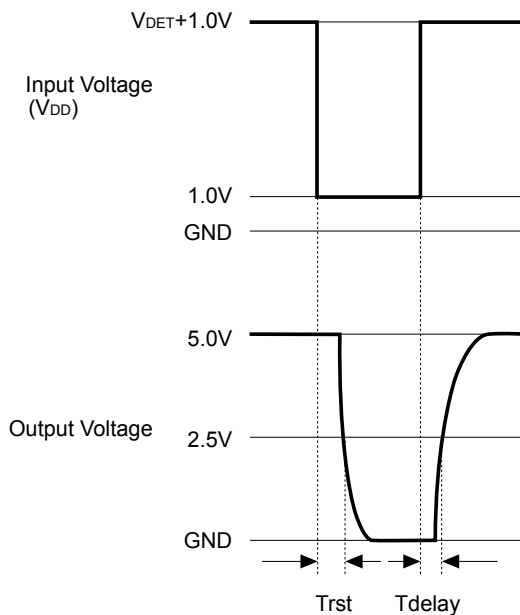 VDET+1.0V
Input Voltage
(VDD)
1.0V
GND
5.0V
Output Voltage
2.5V
GND
Trst
Tdelay